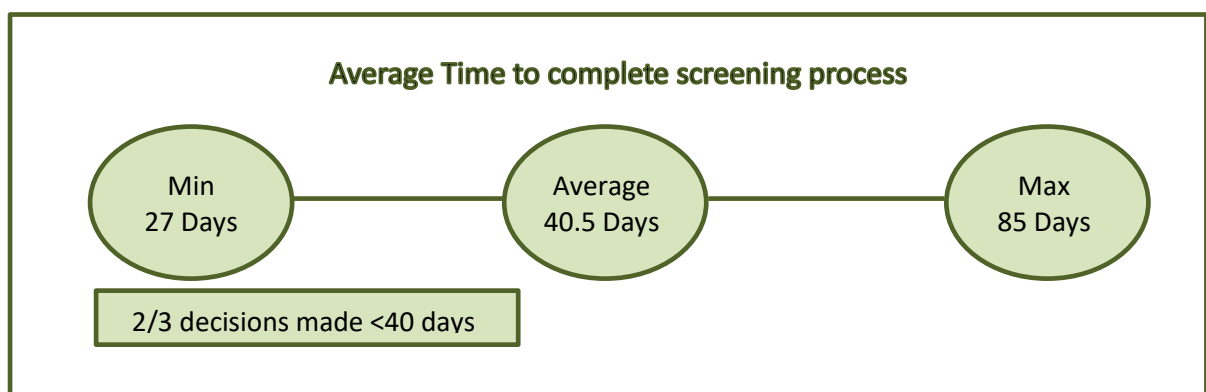 Average Time to complete screening process
Min
27 Days
Average
40.5 Days
Max
85 Days
2/3 decisions made <40 days